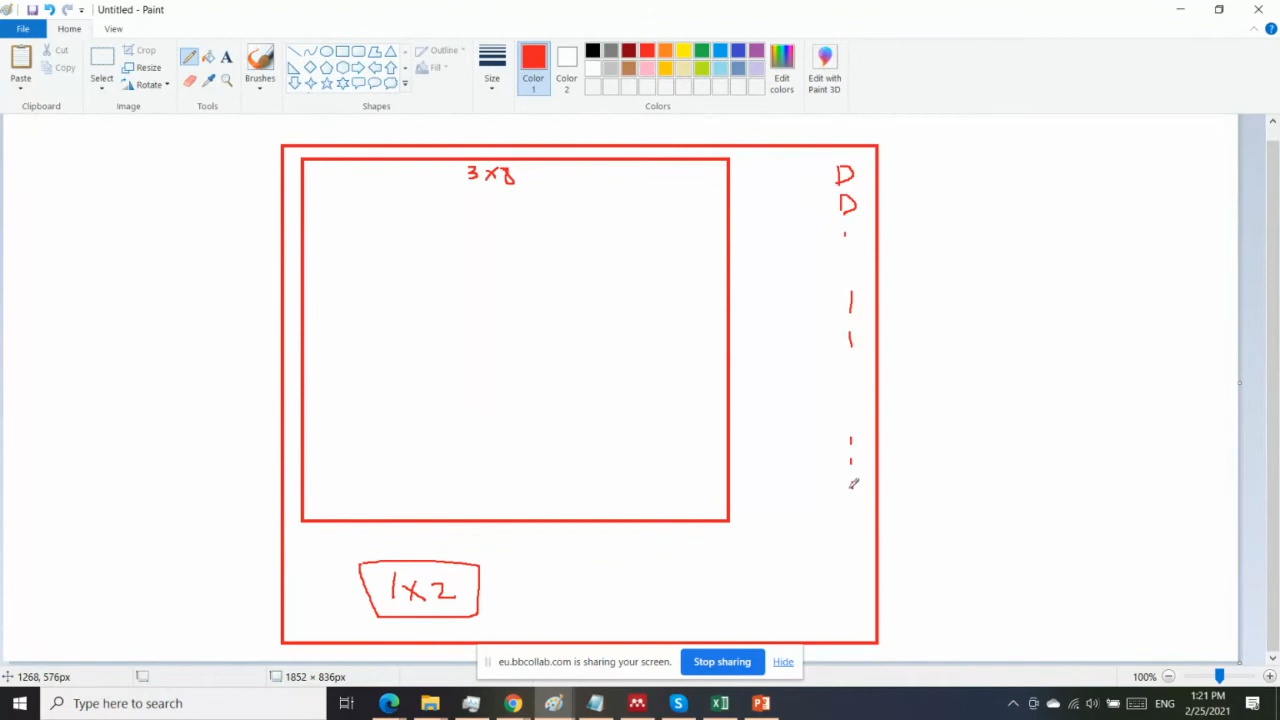 Untitled - Paint
File
Home
View
Paste
Cut
Copy
Clipboard
Select
Crop
Resize
Rotate
Image
Tools
Brushes
Shapes
Outline
Fill
Size
Color 1
Color 2
Colors
Edit colors
Edit with Paint 3D
3 x 8
D
D
1
1
1 x 2
eu.bbcollab.com is sharing your screen.
Stop sharing
Hide
1268, 576px
1852 × 836px
100%
Type here to search
ENG
1:21 PM
2/25/2021